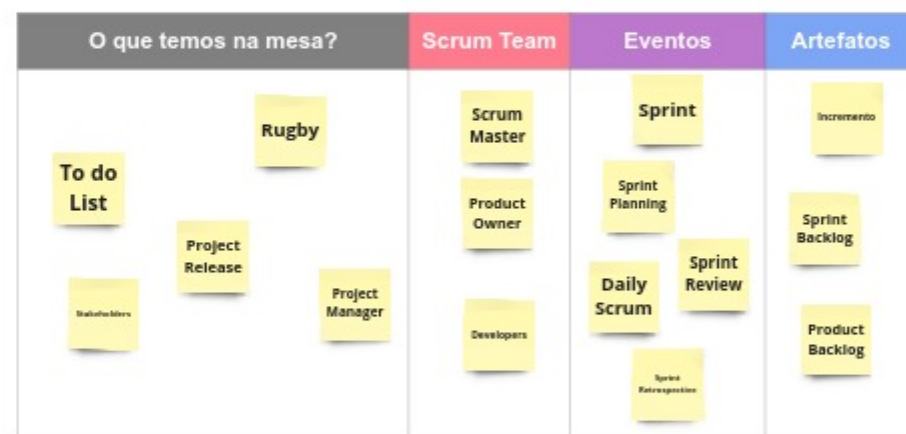 O que temos na mesa?
Scrum Team
Eventos
Artefatos
To do
List
Rugby
Project
Release
Stakeholders
Project
Manager
Scrum
Master
Product
Owner
Developers
Sprint
Sprint
Planning
Daily
Scrum
Sprint
Review
Sprint
Retrospective
Incremento
Sprint
Backlog
Product
Backlog